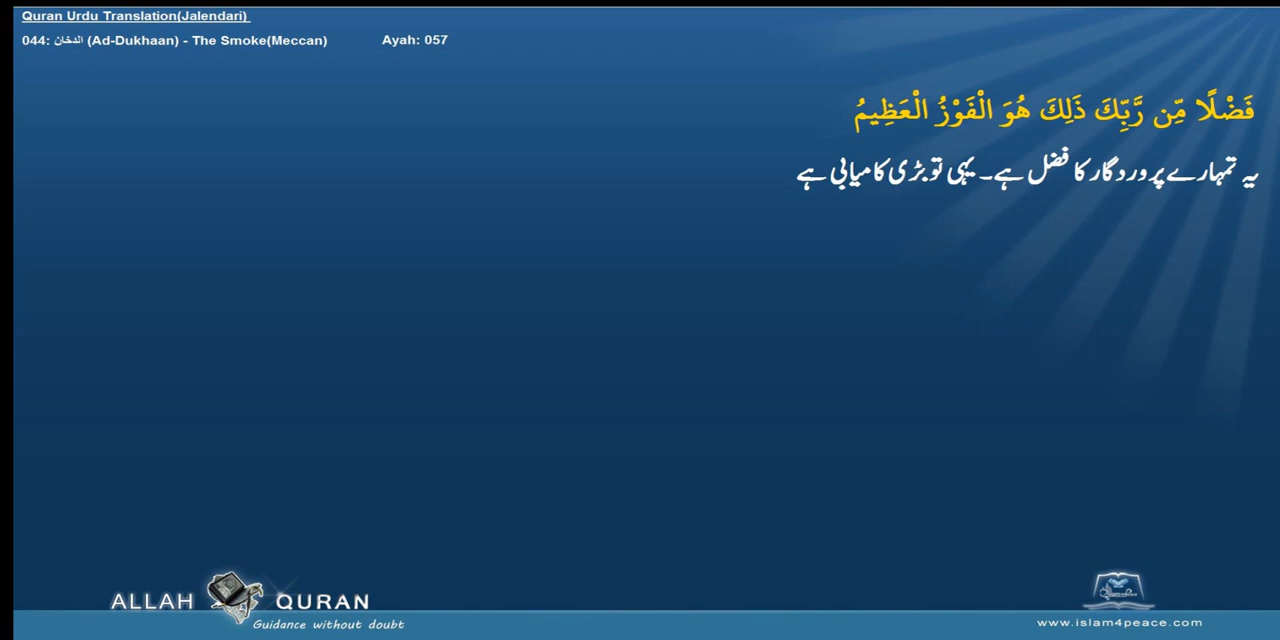 Quran Urdu Translation(Jalendari)
044: الدخان (Ad-Dukhaan) - The Smoke(Meccan) Ayah: 057
فَضْلًا مِّن رَّبِّكَ ذَلِكَ هُوَ الْفَوْزُ الْعَظِيمُ
یہ تمہارے پروردگار کا فضل ہے۔ یہی تو بڑی کامیابی ہے
ALLAH QURAN
Guidance without doubt
www.islam4peace.com